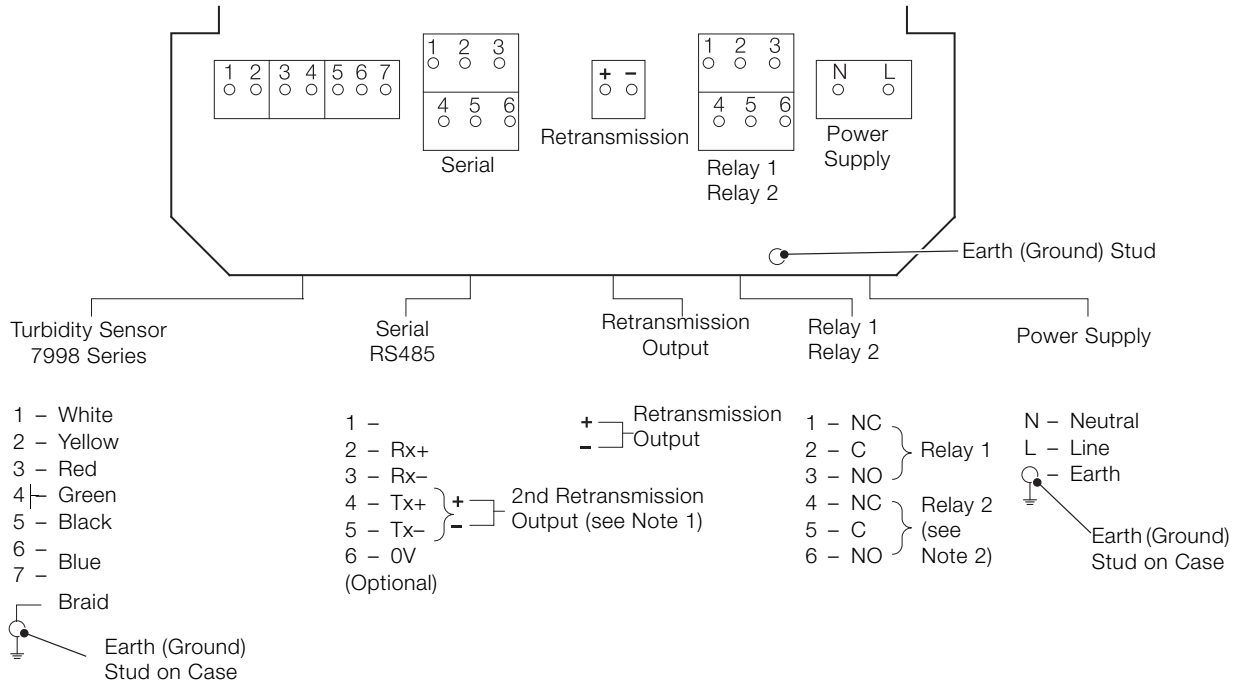 1 2 3 4 5 6 7
1 2 3
4 5 6
Serial
+ −
Retransmission
1 2 3
4 5 6
Relay 1
Relay 2
N L
Power
Supply
Earth (Ground) Stud
Turbidity Sensor
7998 Series
1 – White
2 – Yellow
3 – Red
4 – Green
5 – Black
6 –
7 –
Blue
Braid
Earth (Ground)
Stud on Case
Serial
RS485
1 –
2 – Rx+
3 – Rx–
4 – Tx+
5 – Tx–
6 – 0V
(Optional)
+
–
2nd Retransmission
Output (see Note 1)
Retransmission
Output
+
–
Retransmission
Output
Relay 1
Relay 2
1 – NC
2 – C
3 – NO
Relay 1
4 – NC
5 – C
6 – NO
Relay 2
(see
Note 2)
Power Supply
N – Neutral
L – Line
– Earth
Earth (Ground)
Stud on Case